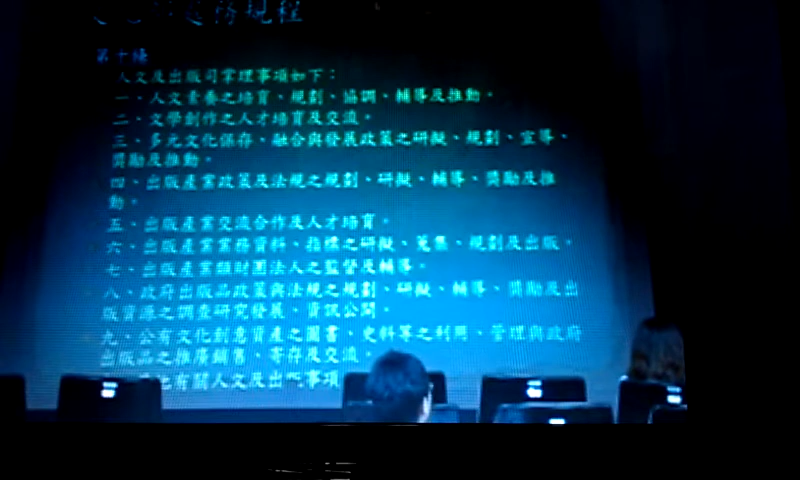 處務規程
第十條
人文及出版司掌理事項如下：
一、人文素養之培育、規劃、協調、輔導及推動。
二、文學創作之人才培育及交流。
三、多元文化保存、融合與發展政策之研擬、規劃、宣導、
獎勵及推動。
四、出版產業政策及法規之規劃、研擬、輔導、獎勵及推
動。
五、出版產業交流合作及人才培育。
六、出版產業業務資料、指標之研擬、蒐集、規劃及出版。
七、出版產業類財團法人之監督及輔導。
八、政府出版品政策與法規之規劃、研擬、輔導、獎勵及出
版資源之調查研究發展、資訊公開。
九、公有文化創意資產之圖書、史料等之利用、管理與政府
出版品之推廣銷售、寄存及交流。
有關人文及出版事項